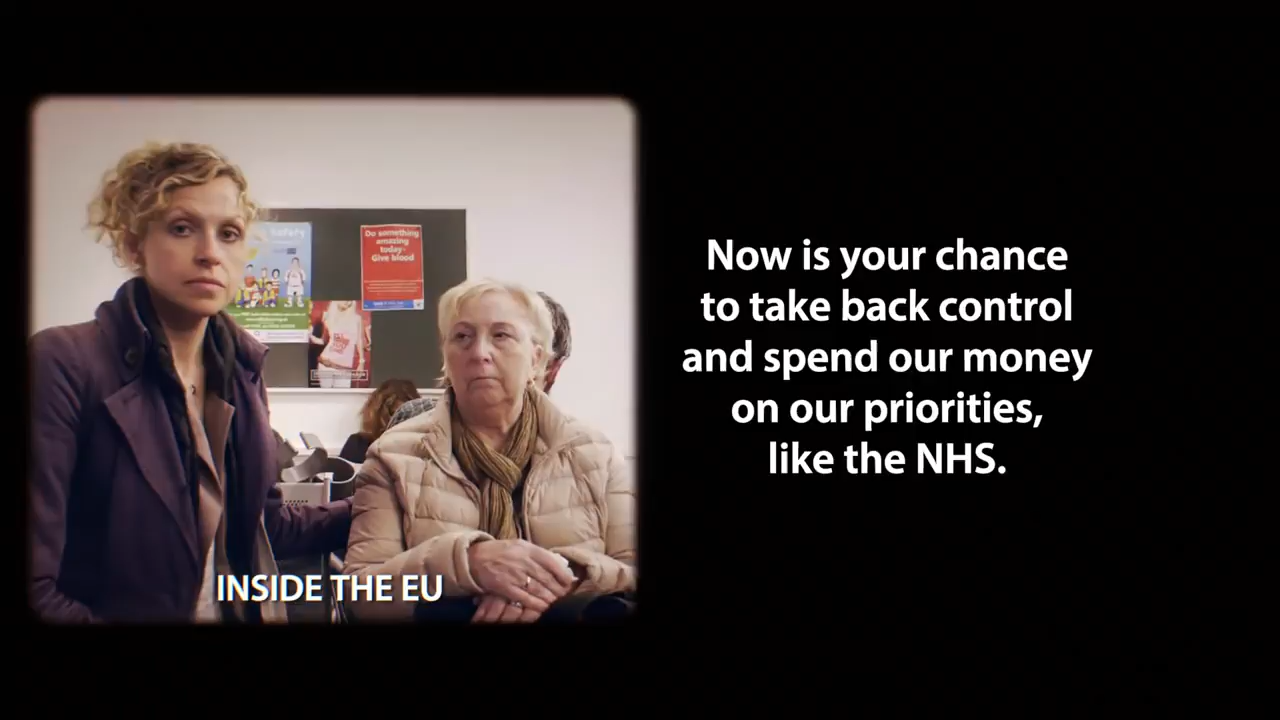 Safety
Do something
amazing
today-
Give blood
INSIDE THE EU
Now is your chance
to take back control
and spend our money
on our priorities,
like the NHS.